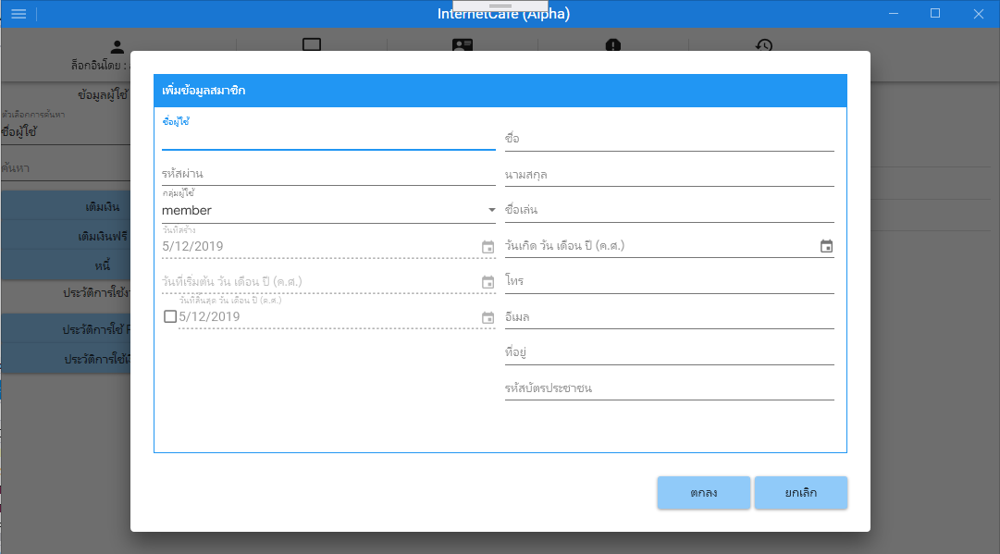 InternetCafe (Alpha)
ล็อกอินโดย :
ข้อมูลผู้ใช้
ตัวเลือกการค้นหา
ชื่อผู้ใช้
ค้นหา
เติมเงิน
เติมเงินฟรี
หนี้
ประวัติการใช้
ประวัติการใช้
ประวัติการใช้
เพิ่มข้อมูลสมาชิก
ชื่อผู้ใช้
รหัสผ่าน
กลุ่มผู้ใช้
member
วันที่สร้าง
5/12/2019
วันที่เริ่มต้น วัน เดือน ปี (ค.ศ.)
วันที่สิ้นสุด วัน เดือน ปี (ค.ศ.)
5/12/2019
ชื่อ
นามสกุล
ชื่อเล่น
วันเกิด วัน เดือน ปี (ค.ศ.)
โทร
อีเมล
ที่อยู่
รหัสบัตรประชาชน
ตกลง
ยกเลิก